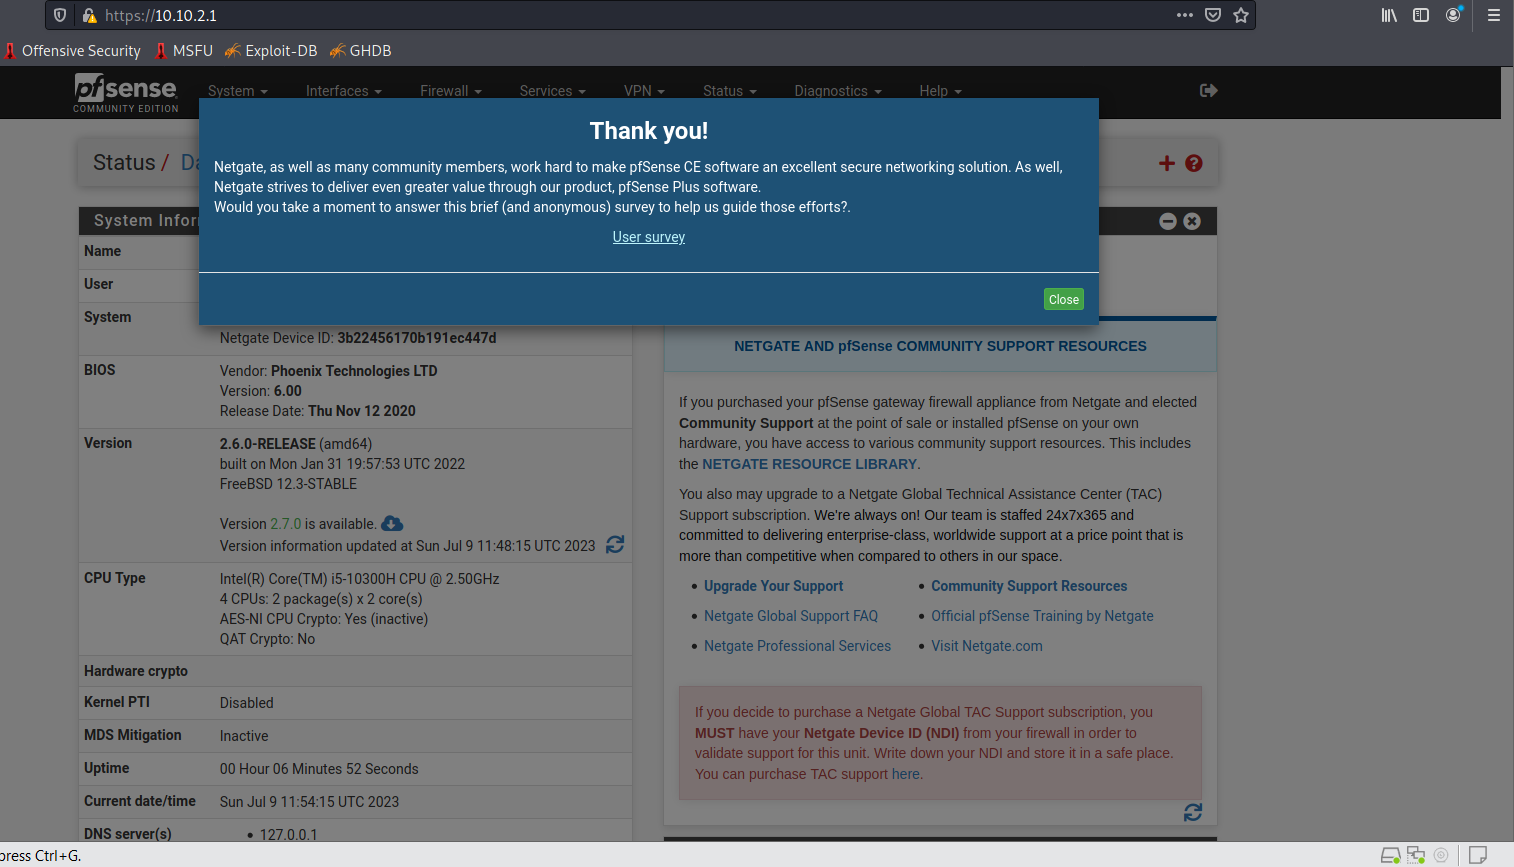 https://10.10.2.1
Offensive Security MSFU Exploit-DB GHDB
pfsense
COMMUNITY EDITION
System Interfaces Firewall Services VPN Status Diagnostics Help
Status /
Thank you!
Netgate, as well as many community members, work hard to make pfSense CE software an excellent secure networking solution. As well,
Netgate strives to deliver even greater value through our product, pfSense Plus software.
Would you take a moment to answer this brief (and anonymous) survey to help us guide those efforts?.
User survey
Close
System Infor
Name
User
System
Netgate Device ID: 3b22456170b191ec447d
BIOS
Vendor: Phoenix Technologies LTD
Version: 6.00
Release Date: Thu Nov 12 2020
Version
2.6.0-RELEASE (amd64)
built on Mon Jan 31 19:57:53 UTC 2022
FreeBSD 12.3-STABLE
Version 2.7.0 is available.
Version information updated at Sun Jul 9 11:48:15 UTC 2023
CPU Type
Intel(R) Core(TM) i5-10300H CPU @ 2.50GHz
4 CPUs: 2 package(s) x 2 core(s)
AES-NI CPU Crypto: Yes (inactive)
QAT Crypto: No
Hardware crypto
Kernel PTI Disabled
MDS Mitigation Inactive
Uptime 00 Hour 06 Minutes 52 Seconds
Current date/time Sun Jul 9 11:54:15 UTC 2023
DNS server(s) • 127.0.0.1
NETGATE AND pfSense COMMUNITY SUPPORT RESOURCES
If you purchased your pfSense gateway firewall appliance from Netgate and elected
Community Support at the point of sale or installed pfSense on your own
hardware, you have access to various community support resources. This includes
the NETGATE RESOURCE LIBRARY.
You also may upgrade to a Netgate Global Technical Assistance Center (TAC)
Support subscription. We're always on! Our team is staffed 24x7x365 and
committed to delivering enterprise-class, worldwide support at a price point that is
more than competitive when compared to others in our space.
• Upgrade Your Support • Community Support Resources
• Netgate Global Support FAQ • Official pfSense Training by Netgate
• Netgate Professional Services • Visit Netgate.com
If you decide to purchase a Netgate Global TAC Support subscription, you
MUST have your Netgate Device ID (NDI) from your firewall in order to
validate support for this unit. Write down your NDI and store it in a safe place.
You can purchase TAC support here.
press Ctrl+G.